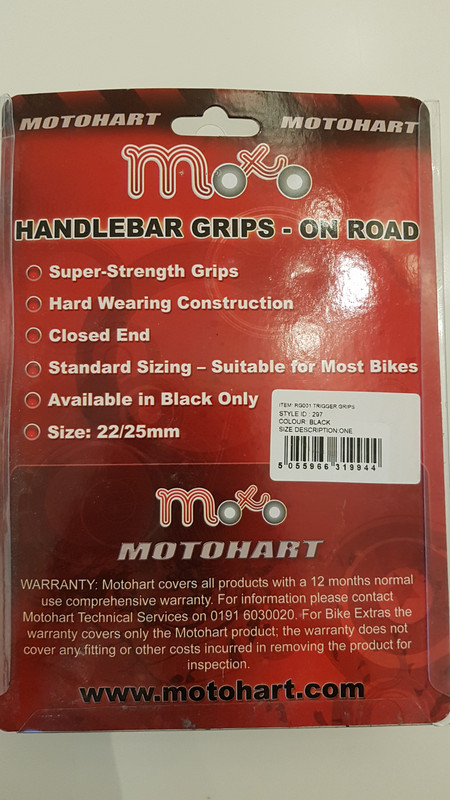 MOTOHART
MOTOHART
moto
HANDLEBAR GRIPS - ON ROAD
Super-Strength Grips
Hard Wearing Construction
Closed End
Standard Sizing – Suitable for Most Bikes
Available in Black Only
Size: 22/25mm
ITEM: RG001 TRIGGER GRIPS
STYLE ID : 297
COLOUR: BLACK
SIZE DESCRIPTION:ONE
5 055966 319944
moto
MOTOHART
WARRANTY: Motohart covers all products with a 12 months normal
use comprehensive warranty. For information please contact
Motohart Technical Services on 0191 6030020. For Bike Extras the
warranty covers only the Motohart product; the warranty does not
cover any fitting or other costs incurred in removing the product for
inspection.
www.motohart.com